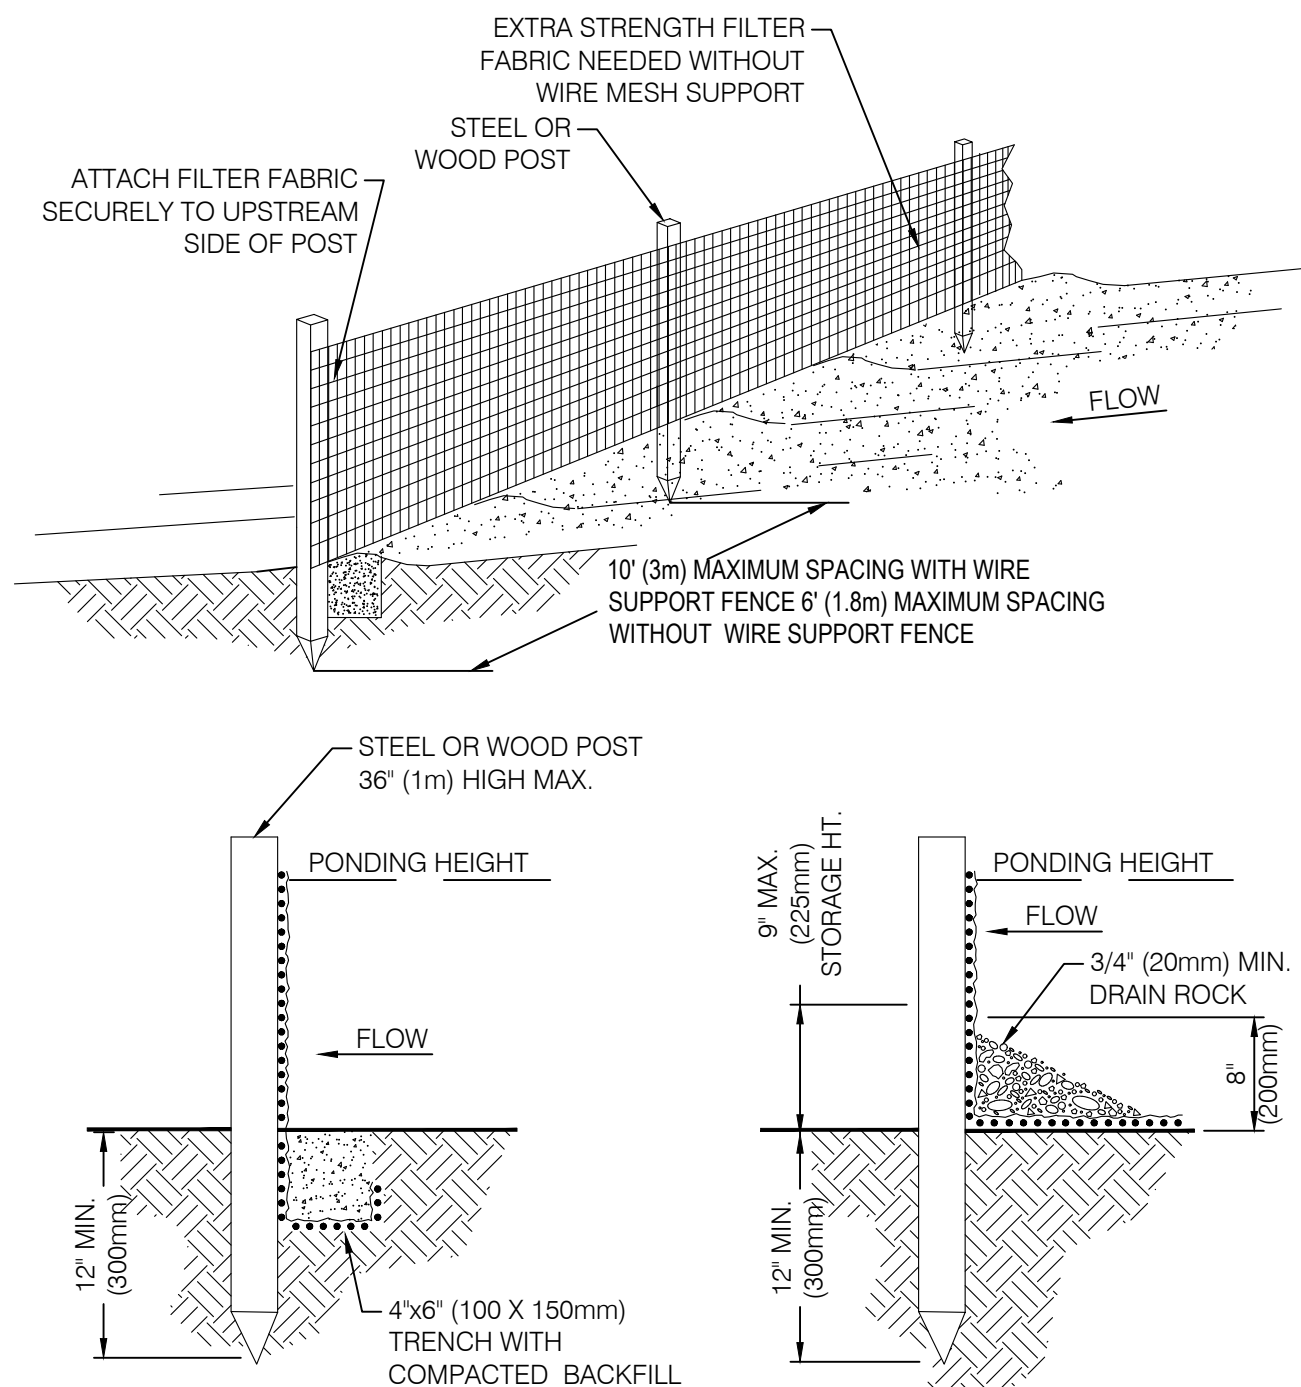 EXTRA STRENGTH FILTER
FABRIC NEEDED WITHOUT
WIRE MESH SUPPORT
STEEL OR
WOOD POST
ATTACH FILTER FABRIC
SECURELY TO UPSTREAM
SIDE OF POST
FLOW
10' (3m) MAXIMUM SPACING WITH WIRE
SUPPORT FENCE 6' (1.8m) MAXIMUM SPACING
WITHOUT WIRE SUPPORT FENCE
STEEL OR WOOD POST
36" (1m) HIGH MAX.
PONDING HEIGHT
FLOW
12" MIN.
(300mm)
4"x6" (100 X 150mm)
TRENCH WITH
COMPACTED BACKFILL
9" MAX.
(225mm)
STORAGE HT.
PONDING HEIGHT
FLOW
3/4" (20mm) MIN.
DRAIN ROCK
8"
(200mm)
12" MIN.
(300mm)